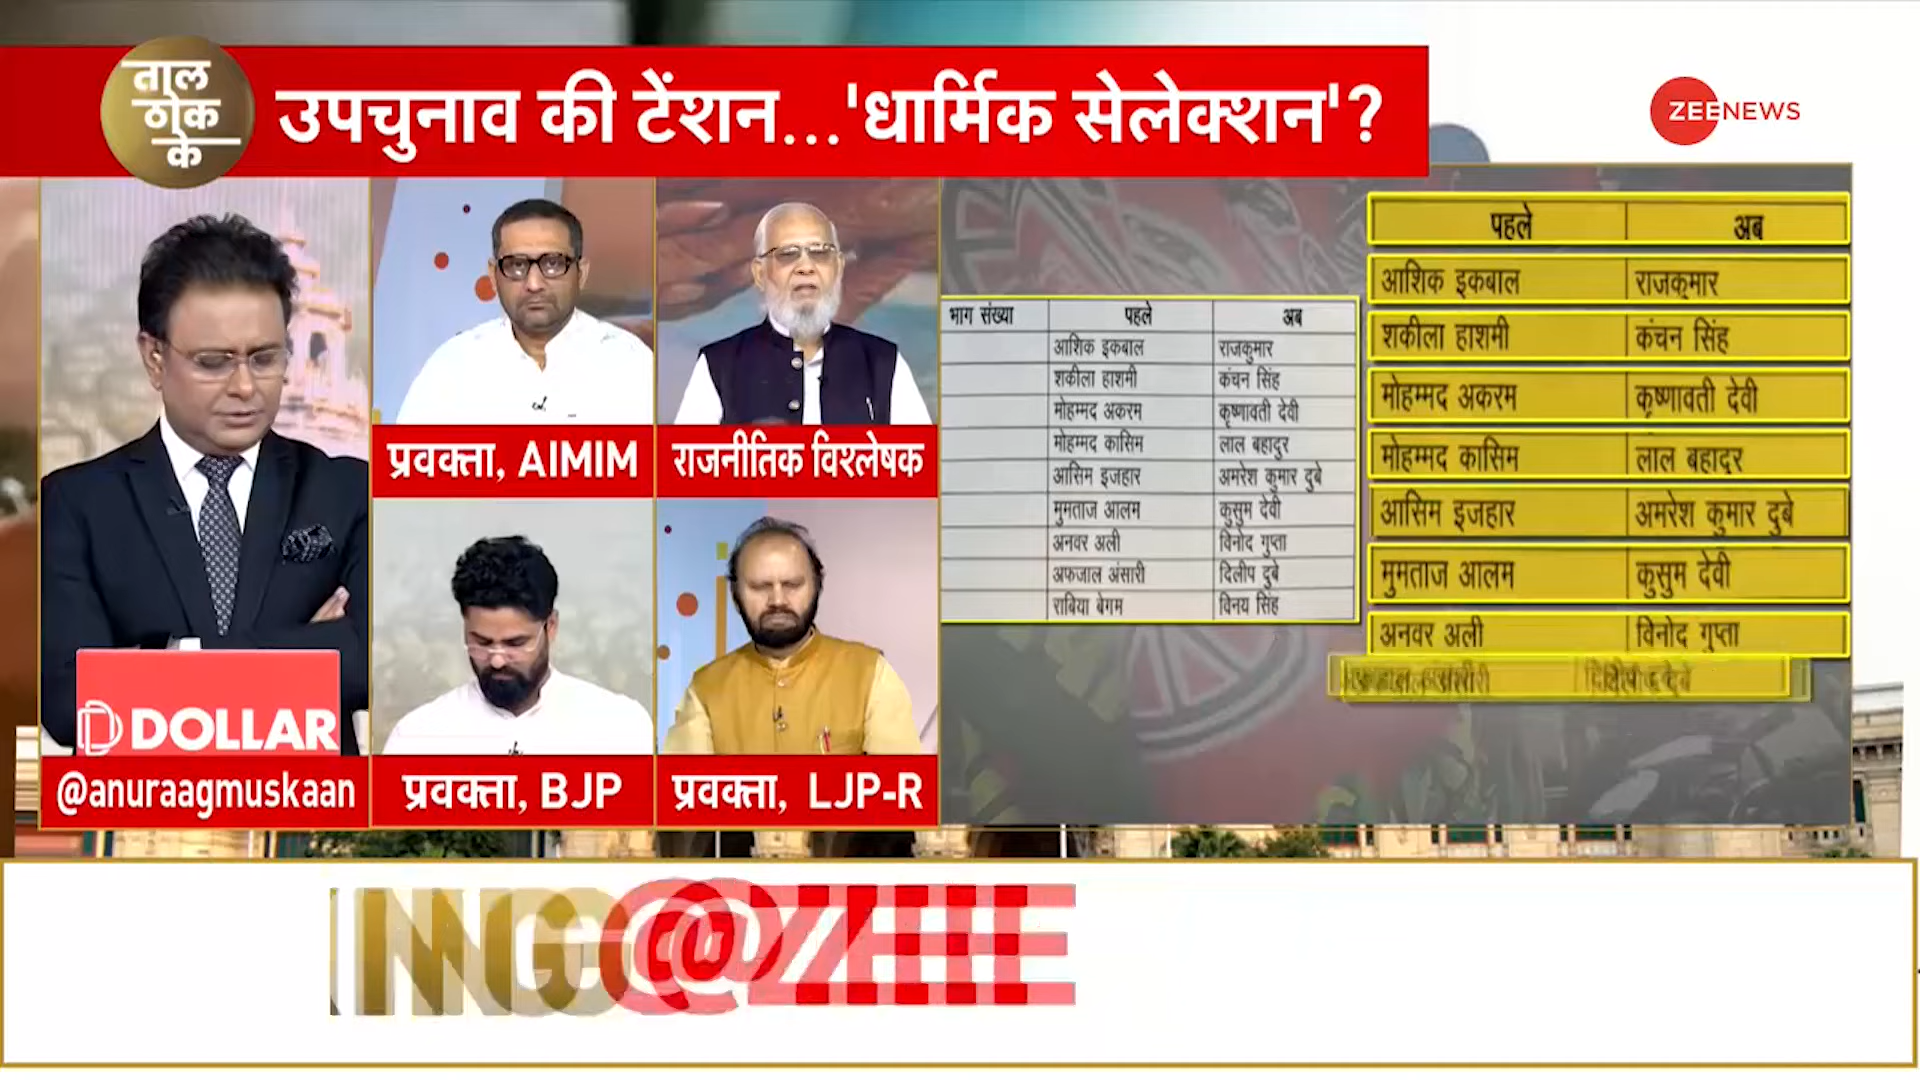 ताल
ठोक
के
उपचुनाव की टेंशन...'धार्मिक सेलेक्शन'?
ZEENEWS
DOLLAR
@anuraagmuskaan
प्रवक्ता, AIMIM
राजनीतिक विश्लेषक
प्रवक्ता, BJP
प्रवक्ता, LJP-R
भाग संख्या पहले अब
आशिक इकबाल राजकुमार
शकीला हाशमी कंचन सिंह
मोहम्मद अकरम कृष्णावती देवी
मोहम्मद कासिम लाल बहादुर
आसिम इजहार अमरेश कुमार दुबे
मुमताज आलम कुसुम देवी
अनवर अली विनोद गुप्ता
अफजाल अंसारी दिलीप दुबे
राबिया बेगम विनय सिंह
पहले अब
आशिक इकबाल राजकुमार
शकीला हाशमी कंचन सिंह
मोहम्मद अकरम कृष्णावती देवी
मोहम्मद कासिम लाल बहादुर
आसिम इजहार अमरेश कुमार दुबे
मुमताज आलम कुसुम देवी
अनवर अली विनोद गुप्ता